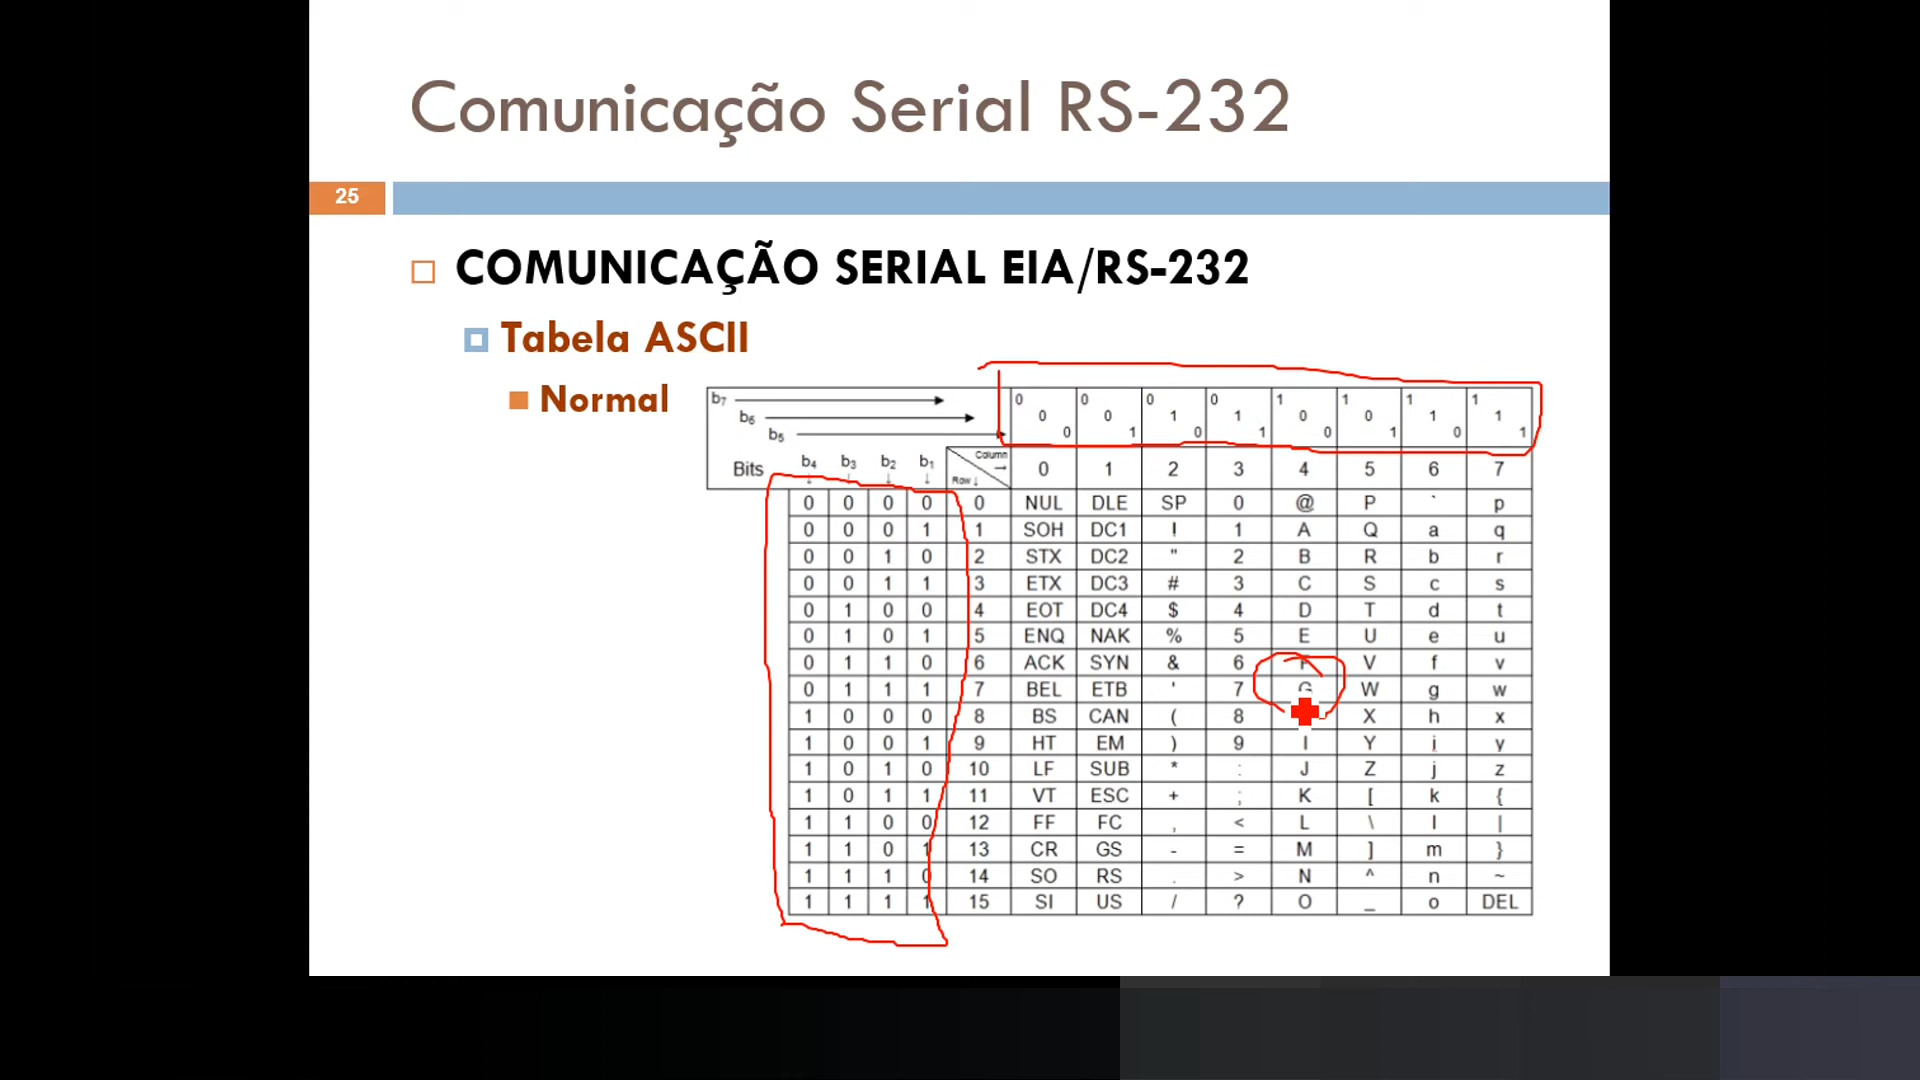 Comunicação Serial RS-232
25
COMUNICAÇÃO SERIAL EIA/RS-232
Tabela ASCII
Normal
b7 0 0 0 0 1 1 1 1
b6 0 0 1 1 0 0 1 1
b5 0 1 0 1 0 1 0 1
Bits b4 b3 b2 b1 Column Row 0 1 2 3 4 5 6 7
0 0 0 0 0 NUL DLE SP 0 @ P ` p
0 0 0 1 1 SOH DC1 ! 1 A Q a q
0 0 1 0 2 STX DC2 " 2 B R b r
0 0 1 1 3 ETX DC3 # 3 C S c s
0 1 0 0 4 EOT DC4 $ 4 D T d t
0 1 0 1 5 ENQ NAK % 5 E U e u
0 1 1 0 6 ACK SYN & 6 F V f v
0 1 1 1 7 BEL ETB ' 7 G W g w
1 0 0 0 8 BS CAN ( 8 X h x
1 0 0 1 9 HT EM ) 9 I Y i y
1 0 1 0 10 LF SUB * : J Z j z
1 0 1 1 11 VT ESC + ; K [ k {
1 1 0 0 12 FF FC , < L \ l |
1 1 0 1 13 CR GS - = M ] m }
1 1 1 0 14 SO RS . > N ^ n ~
1 1 1 1 15 SI US / ? O _ o DEL